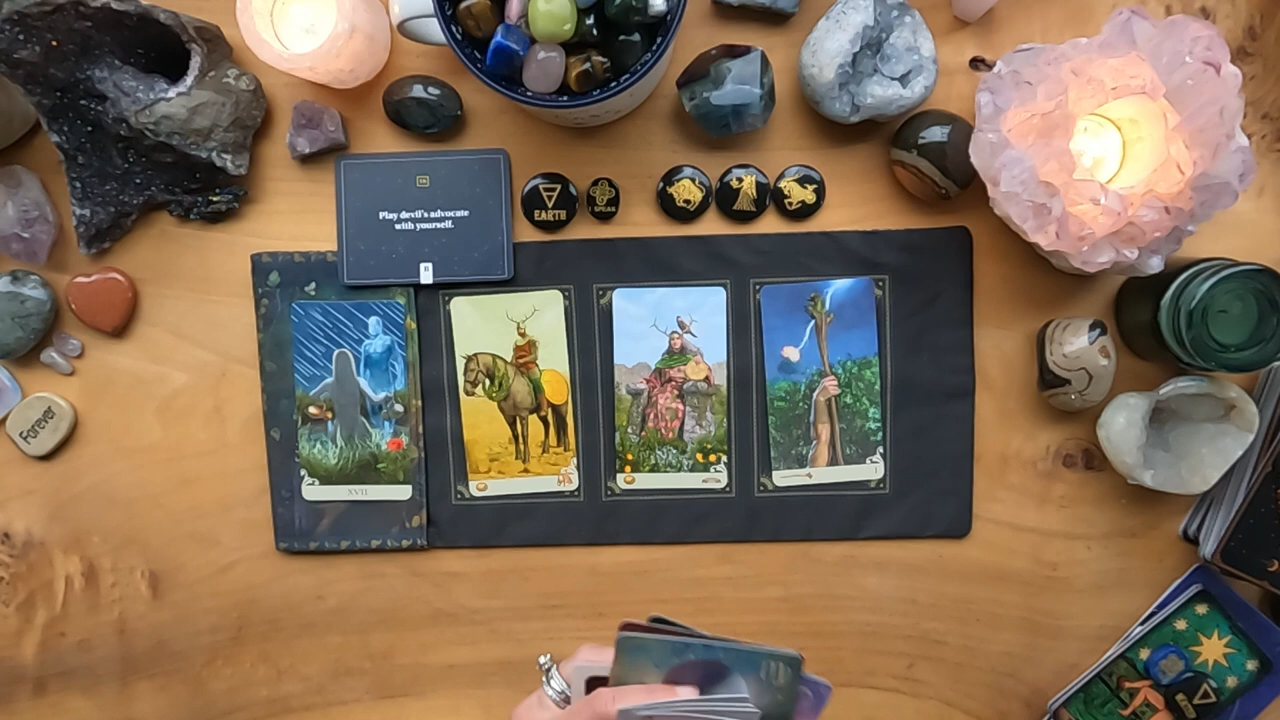 Play devil's advocate
with yourself.
EARTH
I SPEAK
Forever
XVII
I